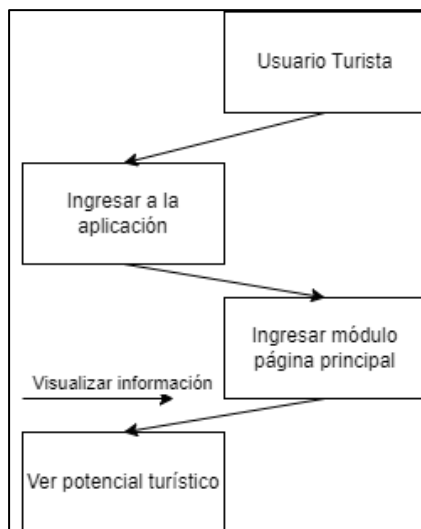 Usuario Turista
Ingresar a la
aplicación
Ingresar módulo
página principal
Visualizar información
Ver potencial turístico